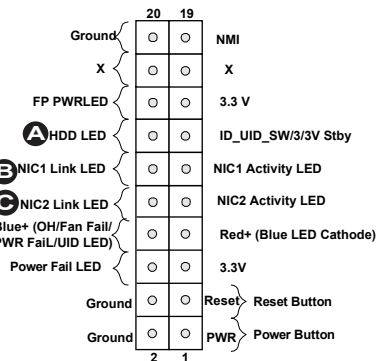 20 19
Ground NMI
X X
FP PWRLED 3.3 V
A HDD LED ID_UID_SW/3/3V Stby
B NIC1 Link LED NIC1 Activity LED
C NIC2 Link LED NIC2 Activity LED
Blue+ (OH/Fan Fail/
PWR FaiL/UID LED) Red+ (Blue LED Cathode)
Power Fail LED 3.3V
Ground Reset Reset Button
Ground PWR Power Button
2 1